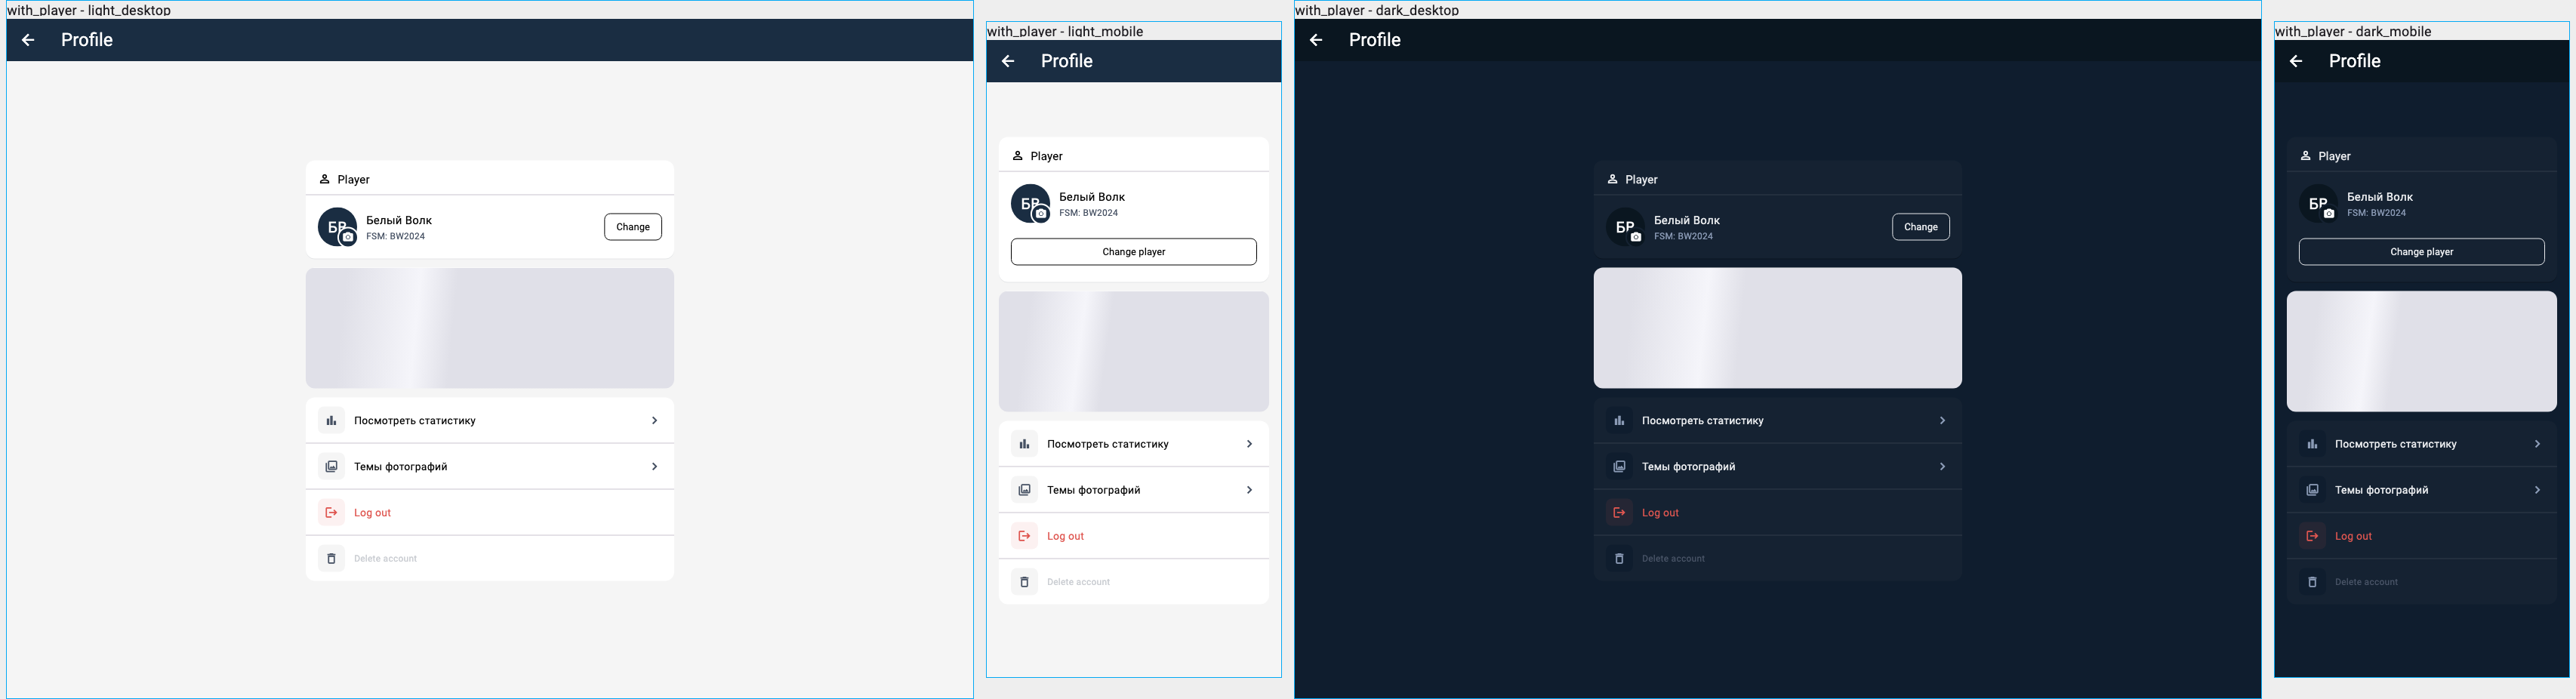 with_player - light_desktop
Profile
Player
БР
Белый Волк
FSM: BW2024
Change
Посмотреть статистику
Темы фотографий
Log out
Delete account
with_player - light_mobile
Profile
Player
БР
Белый Волк
FSM: BW2024
Change player
Посмотреть статистику
Темы фотографий
Log out
Delete account
with_player - dark_desktop
Profile
Player
БР
Белый Волк
FSM: BW2024
Change
Посмотреть статистику
Темы фотографий
Log out
Delete account
with_player - dark_mobile
Profile
Player
БР
Белый Волк
FSM: BW2024
Change player
Посмотреть статистику
Темы фотографий
Log out
Delete account